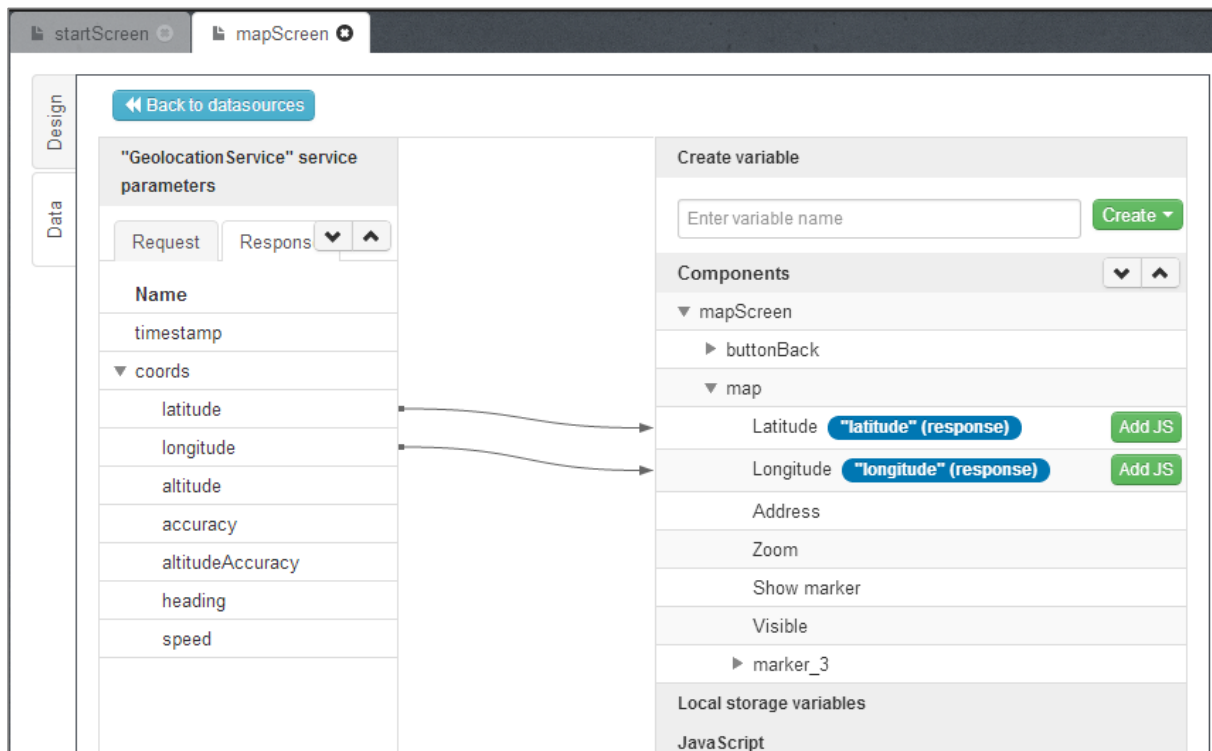 startScreen
mapScreen
Design
Data
Back to datasources
"GeolocationService" service
parameters
Request
Respons
Name
timestamp
coords
latitude
longitude
altitude
accuracy
altitudeAccuracy
heading
speed
Create variable
Enter variable name
Create
Components
mapScreen
buttonBack
map
Latitude "latitude" (response) Add JS
Longitude "longitude" (response) Add JS
Address
Zoom
Show marker
Visible
marker_3
Local storage variables
JavaScript